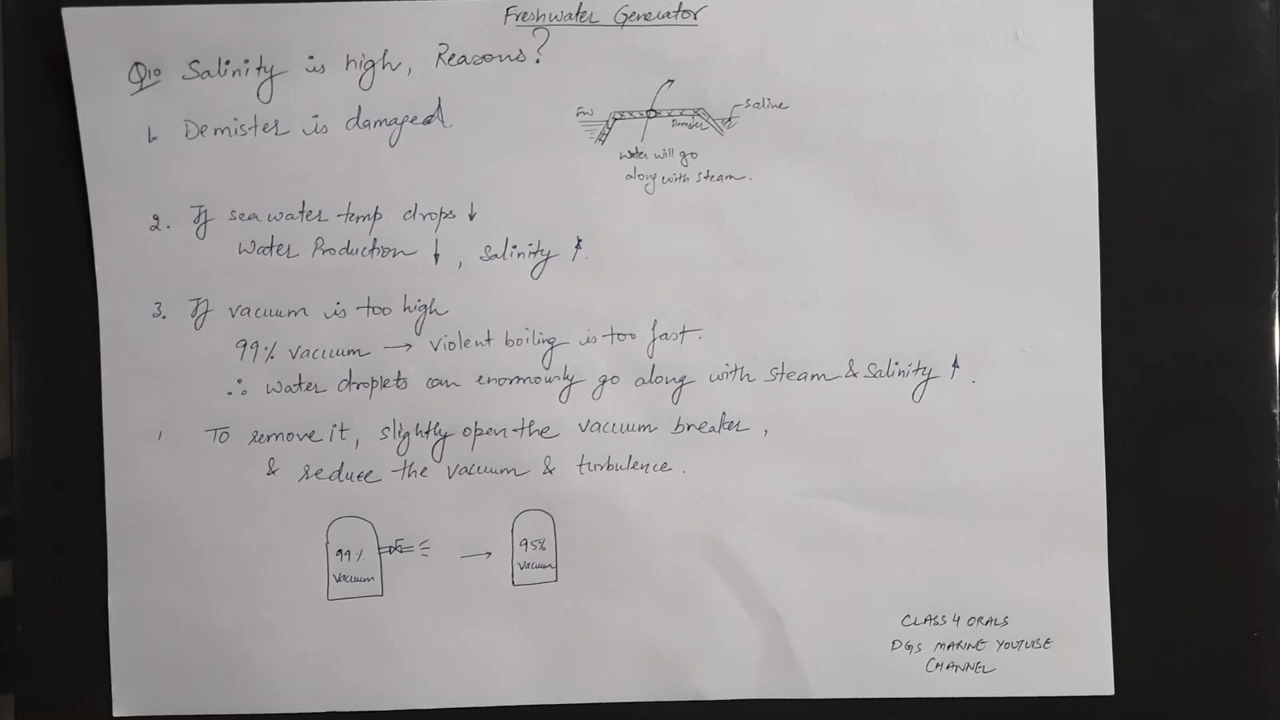 Freshwater Generator
Q10 Salinity is high, Reasons?
1. Demister is damaged
FW
Saline
Demister
Water will go
along with steam.
2. If sea water temp drops ↓
Water Production ↓, Salinity ↑.
3. If vacuum is too high
99% vacuum → violent boiling is too fast.
∴ water droplets can enormously go along with steam & Salinity ↑.
To remove it, slightly open the vacuum breaker,
& reduce the vacuum & turbulence.
99%
Vacuum
→
95%
Vacuum
CLASS 4 ORALS
DGS MARINE YOUTUBE
CHANNEL